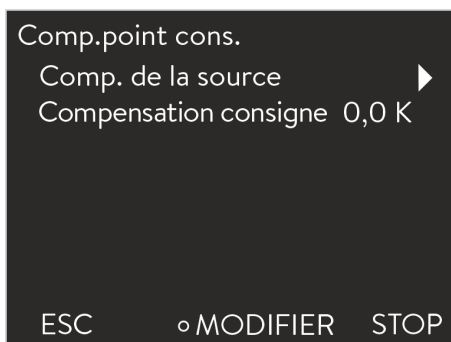 Comp.point cons.
Comp. de la source
Compensation consigne 0,0 K
ESC ◦ MODIFIER STOP